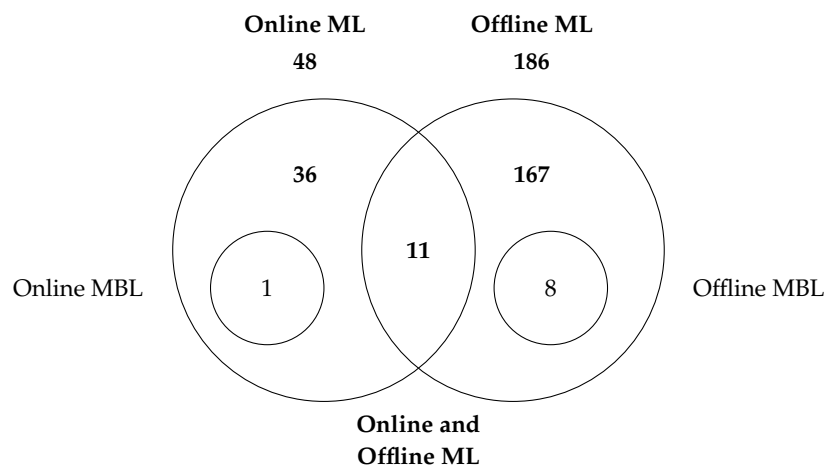 Online ML Offline ML
48 186
36 167
11
Online MBL 1 8 Offline MBL
Online and
Offline ML